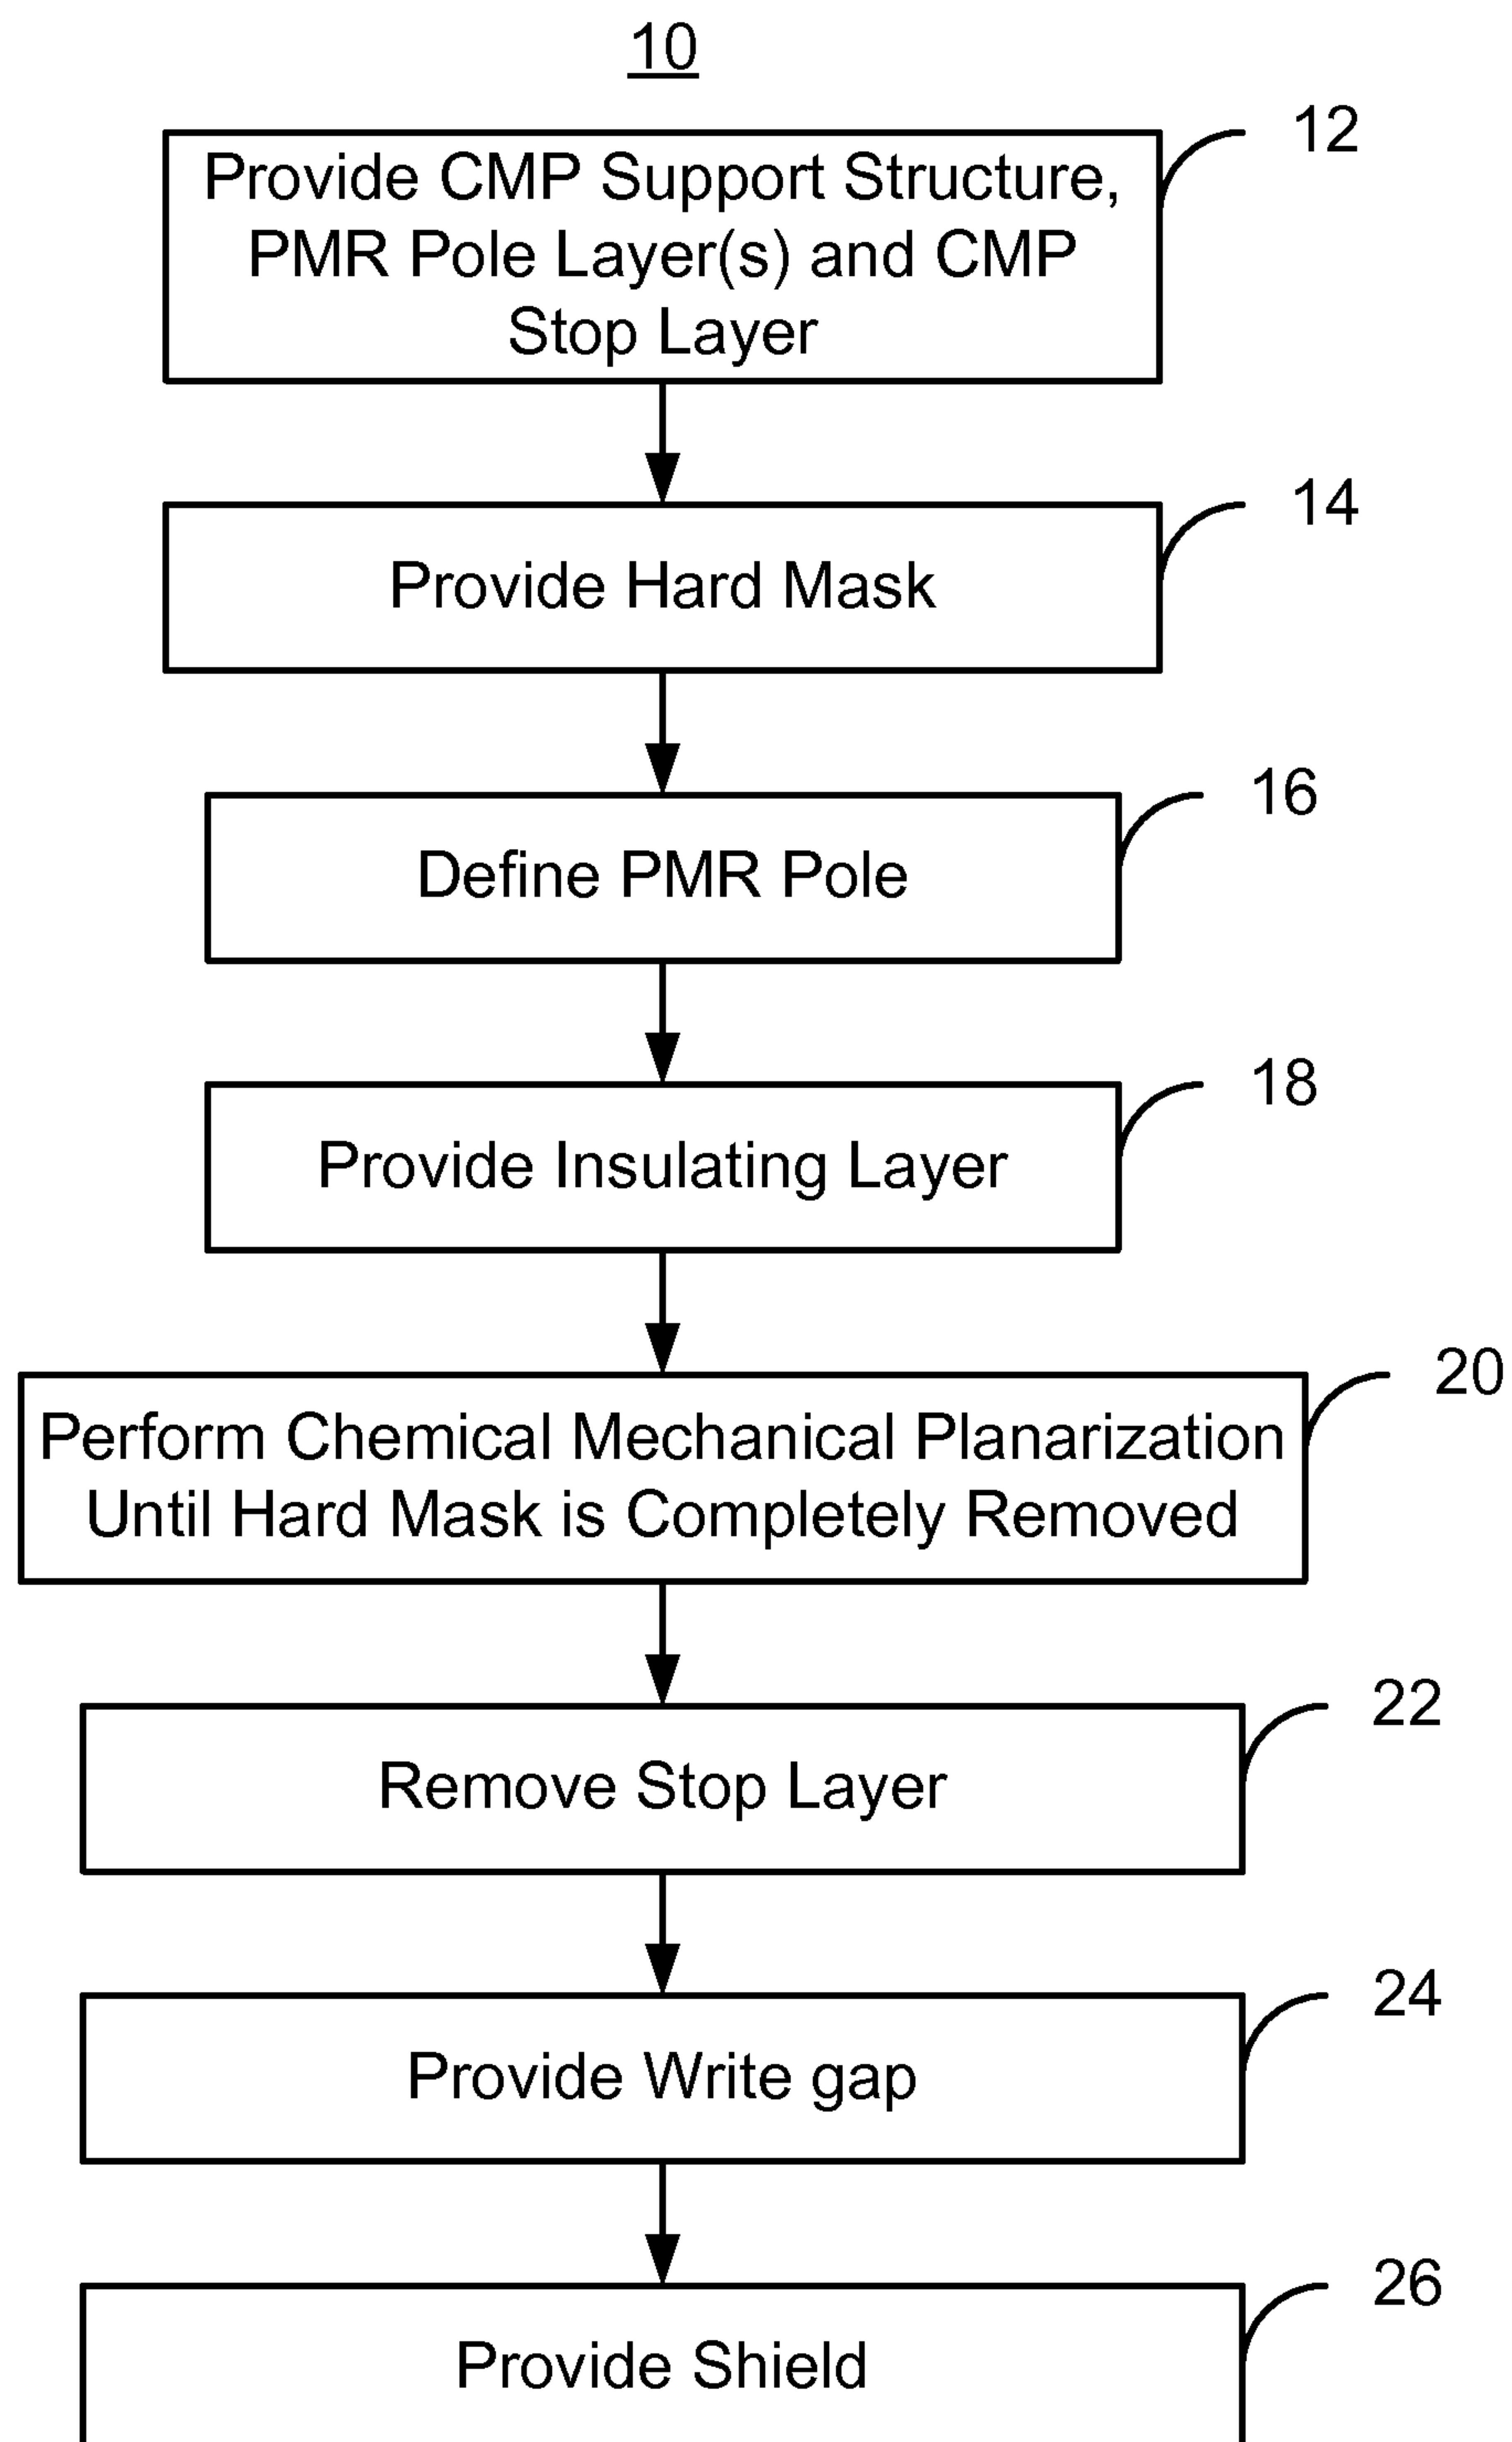 10
12
Provide CMP Support Structure,
PMR Pole Layer(s) and CMP
Stop Layer
14
Provide Hard Mask
16
Define PMR Pole
18
Provide Insulating Layer
20
Perform Chemical Mechanical Planarization
Until Hard Mask is Completely Removed
22
Remove Stop Layer
24
Provide Write gap
26
Provide Shield